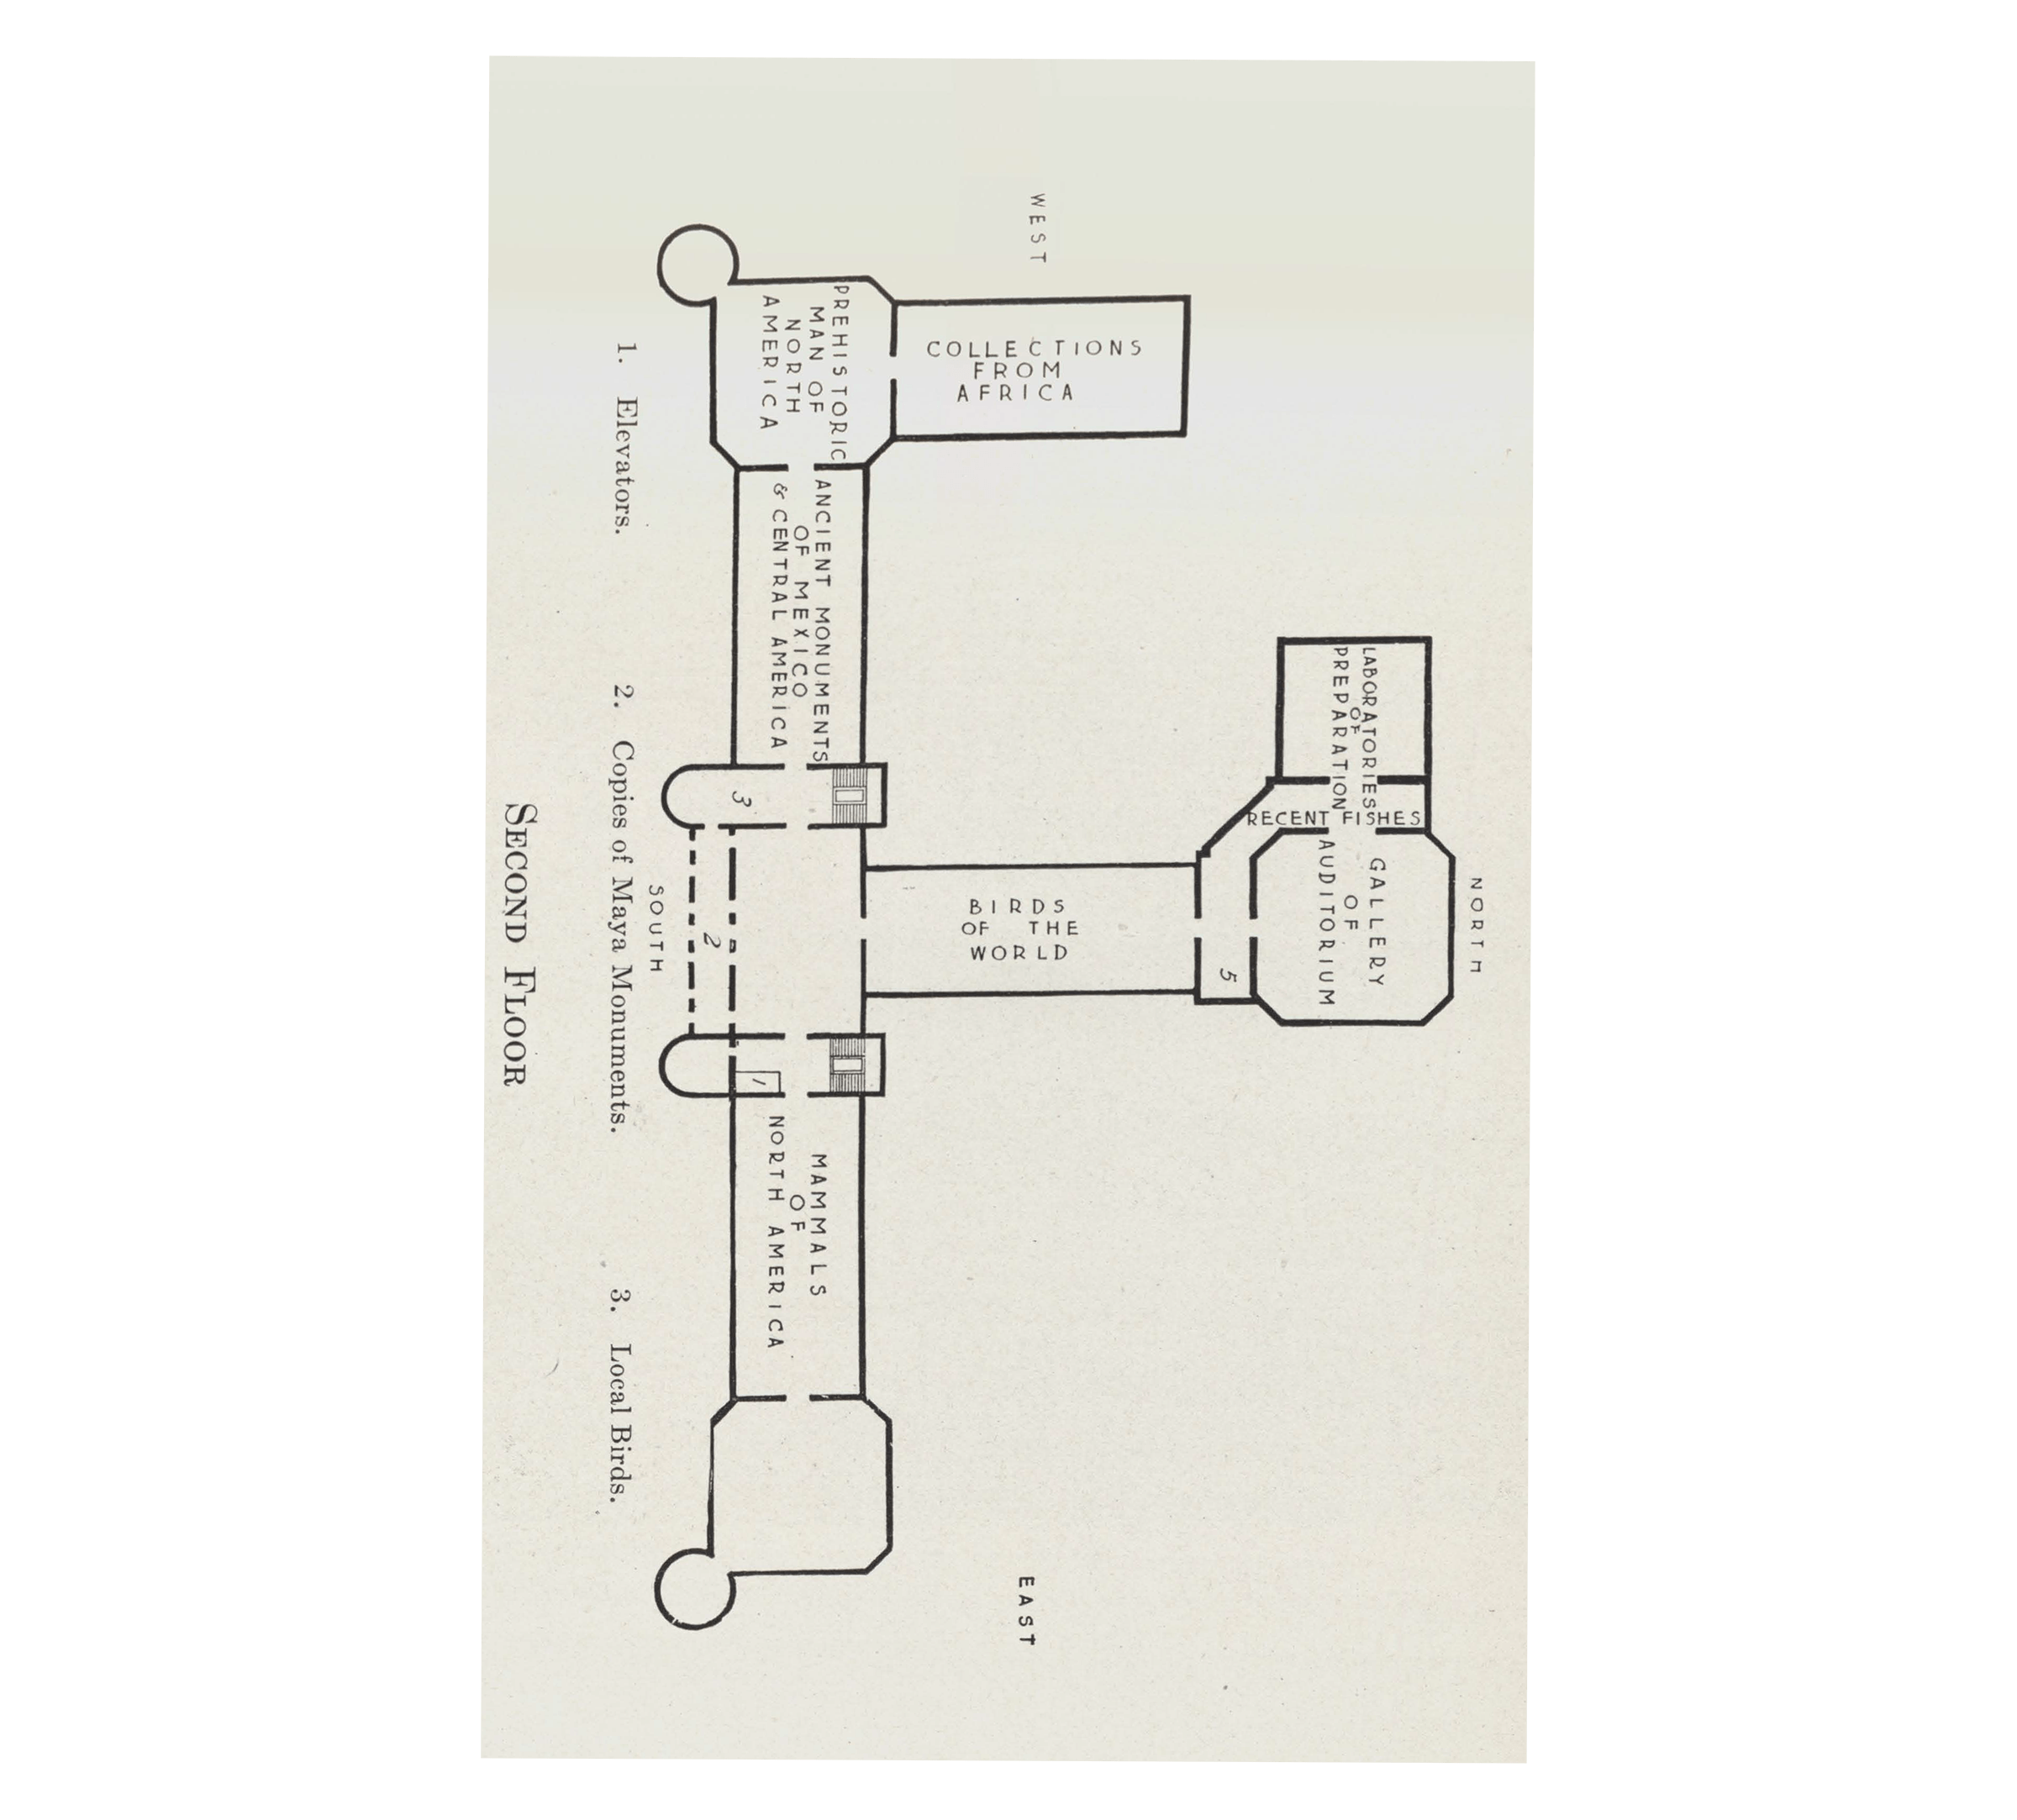 NORTH
LABORATORIES
OF
PREPARATION
RECENT FISHES
GALLERY
OF
AUDITORIUM
5
WEST
COLLECTIONS
FROM
AFRICA
BIRDS
OF THE
WORLD
EAST
PREHISTORIC
MAN OF
NORTH
AMERICA
ANCIENT MONUMENTS
OF MEXICO
& CENTRAL AMERICA
3
2
1
MAMMALS
OF
NORTH AMERICA
SOUTH
1. Elevators.
2. Copies of Maya Monuments.
3. Local Birds.
SECOND FLOOR